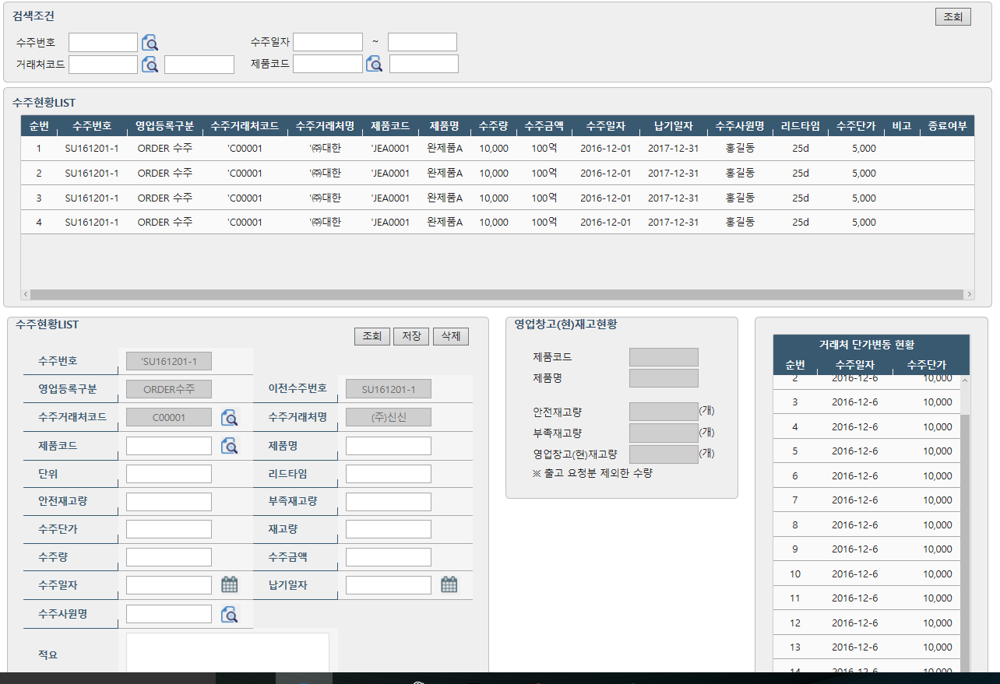 검색조건
조회
수주번호 수주일자 ~
거래처코드 제품코드
수주현황LIST
순번 수주번호 영업등록구분 수주거래처코드 수주거래처명 제품코드 제품명 수주량 수주금액 수주일자 납기일자 수주사원명 리드타임 수주단가 비고 종료여부
1 SU161201-1 ORDER 수주 'C00001 '㈜대한 'JEA0001 완제품A 10,000 100억 2016-12-01 2017-12-31 홍길동 25d 5,000
2 SU161201-1 ORDER 수주 'C00001 '㈜대한 'JEA0001 완제품A 10,000 100억 2016-12-01 2017-12-31 홍길동 25d 5,000
3 SU161201-1 ORDER 수주 'C00001 '㈜대한 'JEA0001 완제품A 10,000 100억 2016-12-01 2017-12-31 홍길동 25d 5,000
4 SU161201-1 ORDER 수주 'C00001 '㈜대한 'JEA0001 완제품A 10,000 100억 2016-12-01 2017-12-31 홍길동 25d 5,000
수주현황LIST
조회 저장 삭제
수주번호 'SU161201-1
영업등록구분 ORDER수주 이전수주번호 SU161201-1
수주거래처코드 C00001 수주거래처명 (주)신신
제품코드 제품명
단위 리드타임
안전재고량 부족재고량
수주단가 재고량
수주량 수주금액
수주일자 납기일자
수주사원명
적요
영업창고(현)재고현황
제품코드
제품명
안전재고량 (개)
부족재고량 (개)
영업창고(현)재고량 (개)
※ 출고 요청분 제외한 수량
거래처 단가변동 현황
순번 수주일자 수주단가
2 2016-12-6 10,000
3 2016-12-6 10,000
4 2016-12-6 10,000
5 2016-12-6 10,000
6 2016-12-6 10,000
7 2016-12-6 10,000
8 2016-12-6 10,000
9 2016-12-6 10,000
10 2016-12-6 10,000
11 2016-12-6 10,000
12 2016-12-6 10,000
13 2016-12-6 10,000
14 2016-12-6 10,000